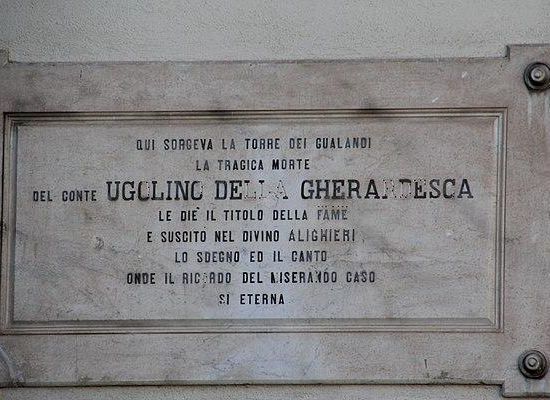 QUI SORGEVA LA TORRE DEI GUALANDI
LA TRAGICA MORTE
DEL CONTE UGOLINO DELLA GHERARDESCA
LE DIÈ IL TITOLO DELLA FAME
E SUSCITÒ NEL DIVINO ALIGHIERI
LO SDEGNO ED IL CANTO
ONDE IL RICORDO DEL MISERANDO CASO
SI ETERNA